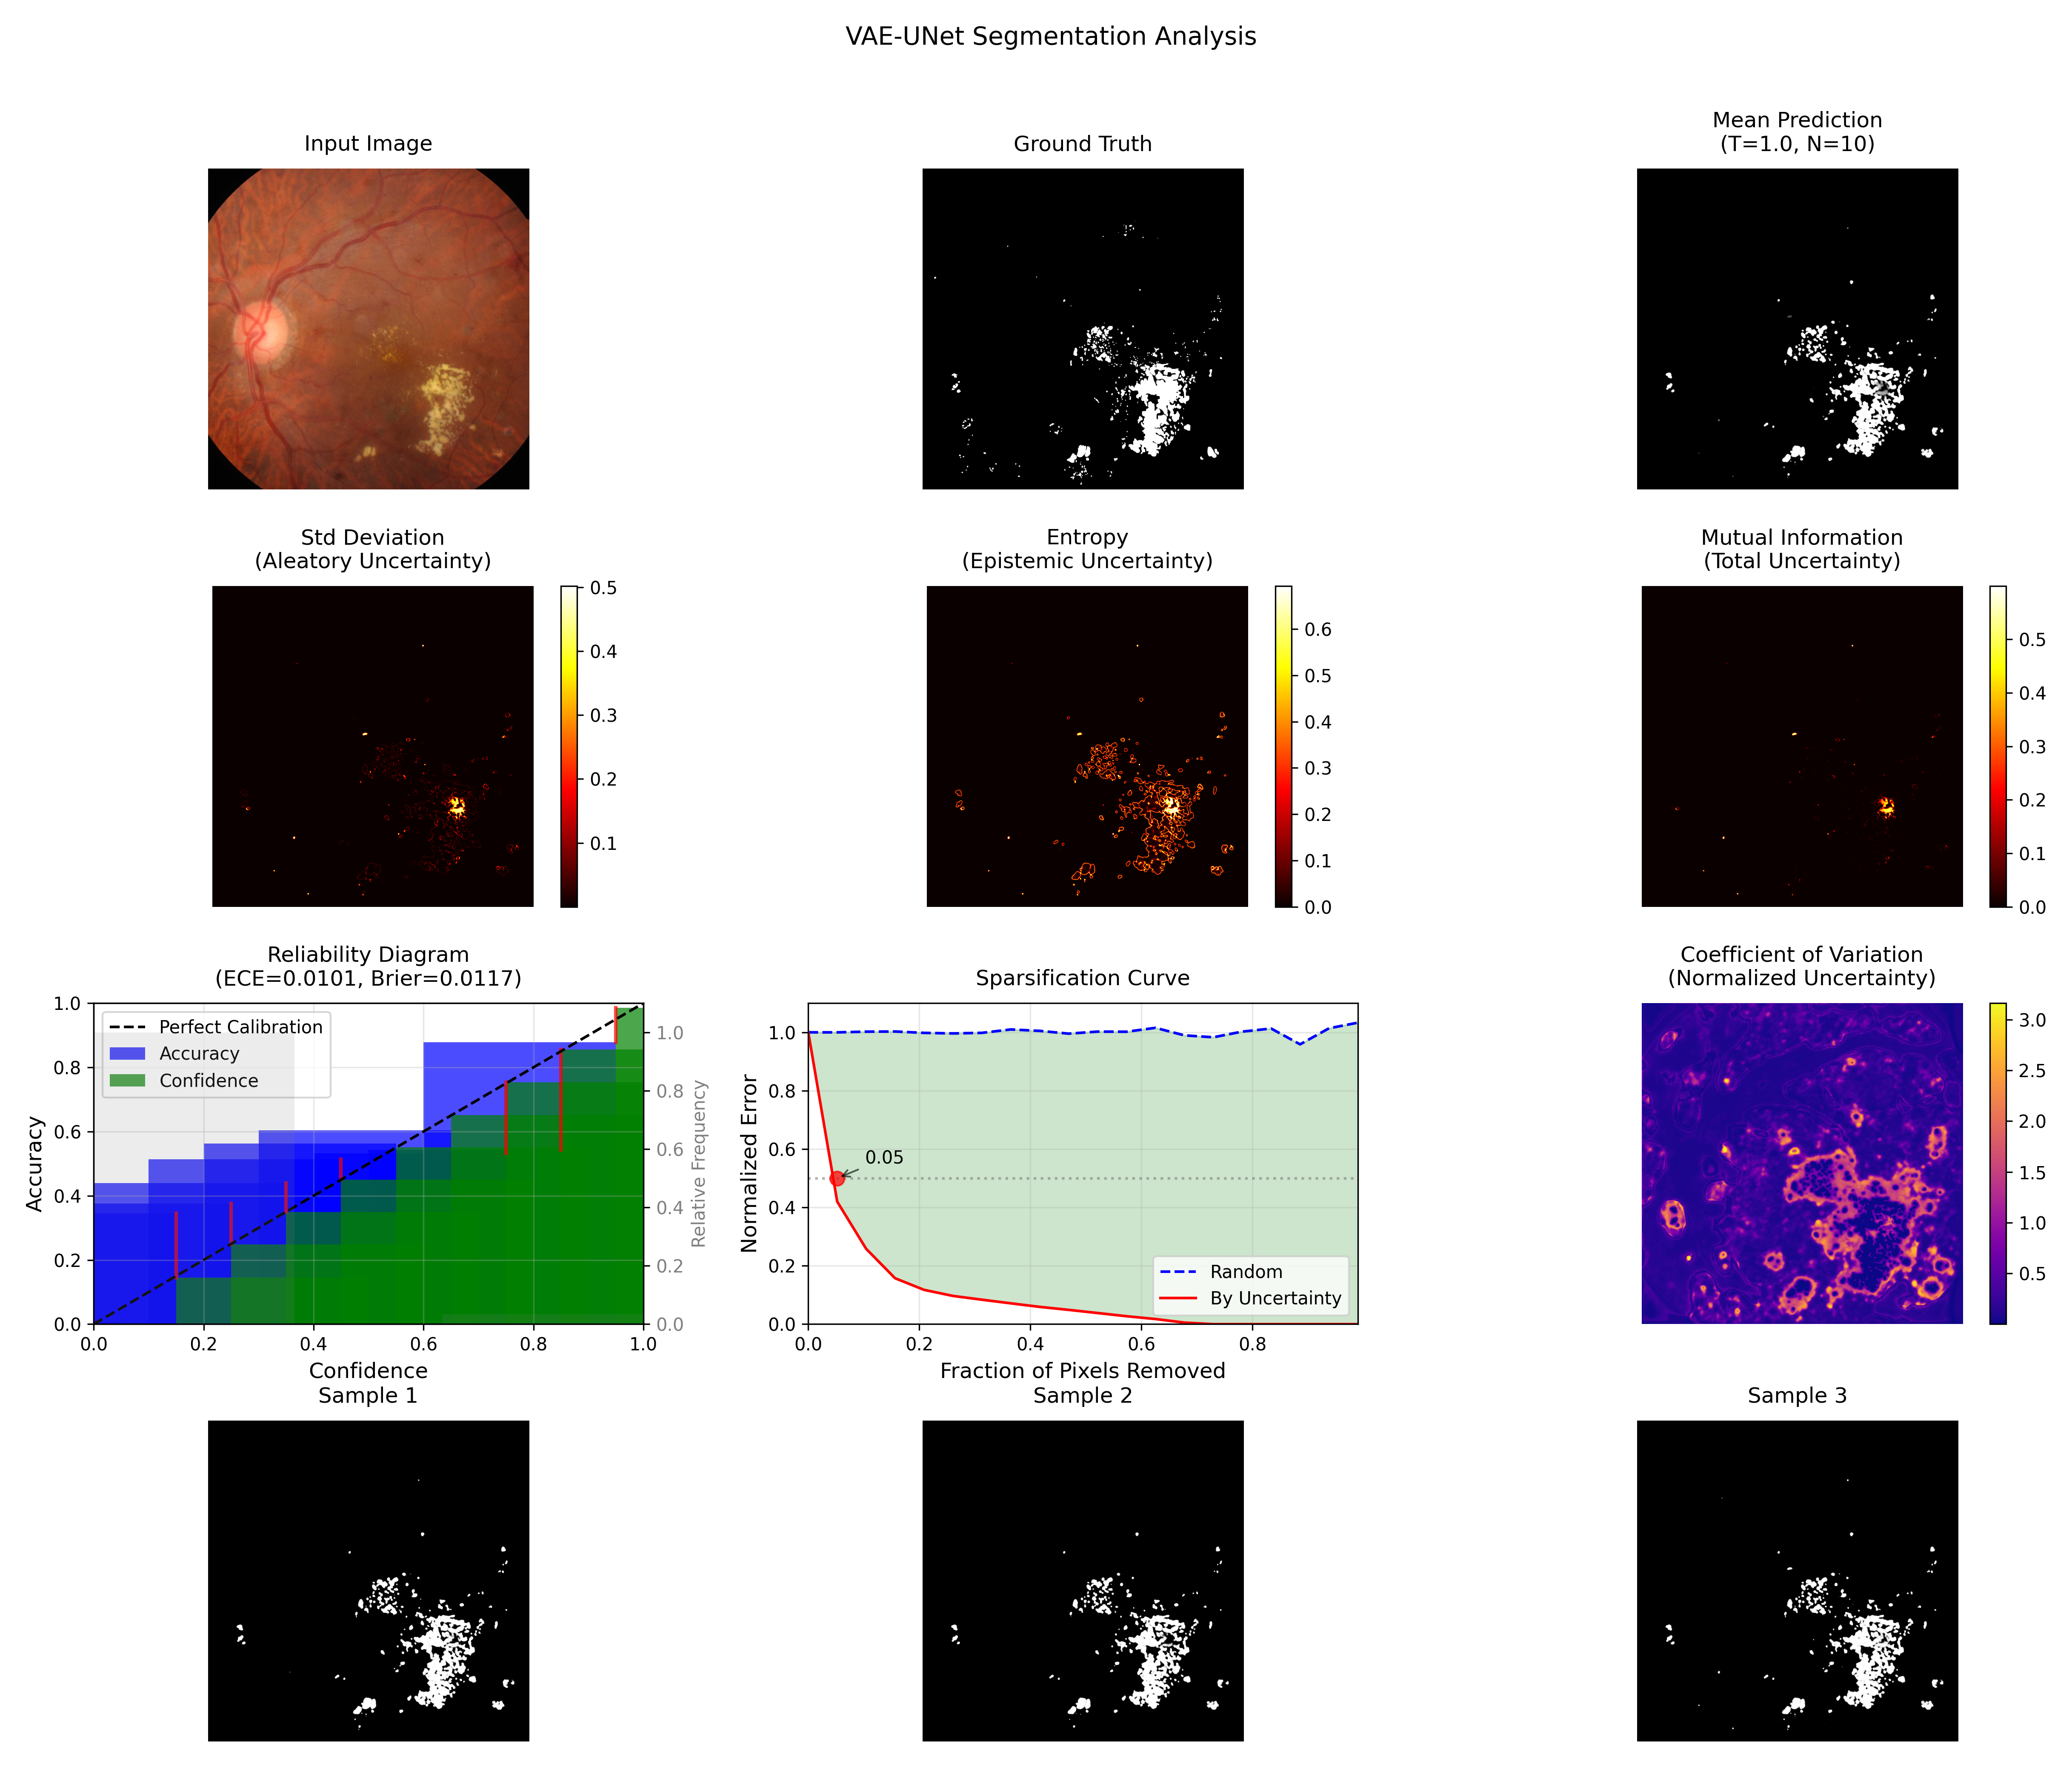 VAE-UNet Segmentation Analysis
Input Image
Ground Truth
Mean Prediction
(T=1.0, N=10)
Std Deviation
(Aleatory Uncertainty)
0.5
0.4
0.3
0.2
0.1
Entropy
(Epistemic Uncertainty)
0.6
0.5
0.4
0.3
0.2
0.1
0.0
Mutual Information
(Total Uncertainty)
0.5
0.4
0.3
0.2
0.1
0.0
Reliability Diagram
(ECE=0.0101, Brier=0.0117)
Perfect Calibration
Accuracy
Confidence
1.0
0.8
0.6
0.4
0.2
0.0
Accuracy
1.0
0.8
0.6
0.4
0.2
0.0
Relative Frequency
0.0 0.2 0.4 0.6 0.8 1.0
Confidence
Sparsification Curve
1.0
0.8
0.6
0.4
0.2
0.0
Normalized Error
0.05
Random
By Uncertainty
0.0 0.2 0.4 0.6 0.8
Fraction of Pixels Removed
Coefficient of Variation
(Normalized Uncertainty)
3.0
2.5
2.0
1.5
1.0
0.5
Sample 1
Sample 2
Sample 3